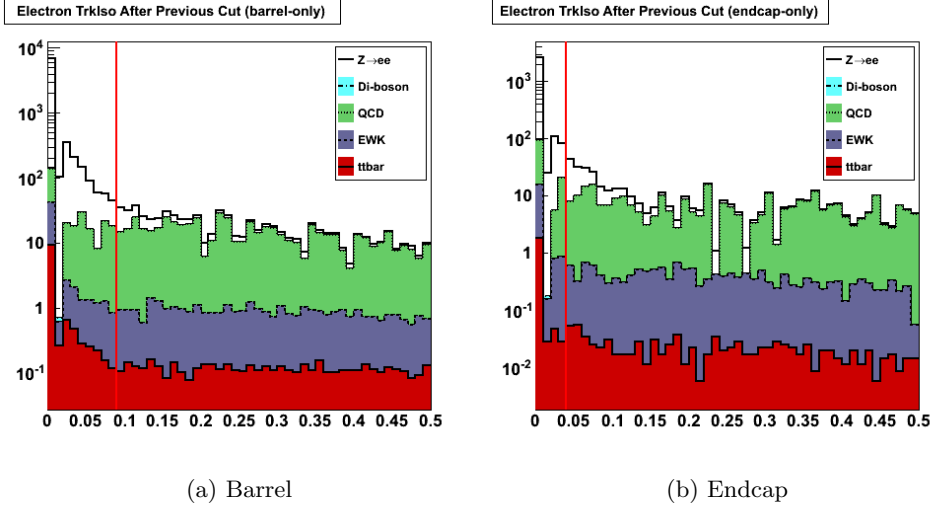 Electron TrkIso After Previous Cut (barrel-only)
10^4
10^3
10^2
10
1
10^-1
0 0.05 0.1 0.15 0.2 0.25 0.3 0.35 0.4 0.45 0.5
Z→ee
Di-boson
QCD
EWK
ttbar
(a) Barrel
Electron TrkIso After Previous Cut (endcap-only)
10^3
10^2
10
1
10^-1
10^-2
0 0.05 0.1 0.15 0.2 0.25 0.3 0.35 0.4 0.45 0.5
Z→ee
Di-boson
QCD
EWK
ttbar
(b) Endcap